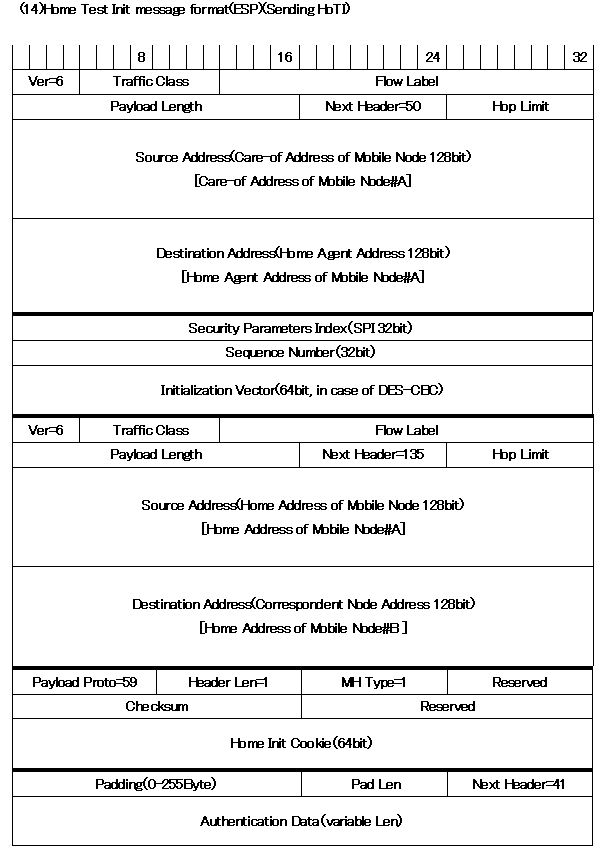 (14)Home Test Init message format(ESP)(Sending HoTI)
8 16 24 32
Ver=6 Traffic Class Flow Label
Payload Length Next Header=50 Hop Limit
Source Address(Care-of Address of Mobile Node 128bit)
[Care-of Address of Mobile Node#A]
Destination Address(Home Agent Address 128bit)
[Home Agent Address of Mobile Node#A]
Security Parameters Index(SPI 32bit)
Sequence Number(32bit)
Initialization Vector(64bit, in case of DES-CBC)
Ver=6 Traffic Class Flow Label
Payload Length Next Header=135 Hop Limit
Source Address(Home Address of Mobile Node 128bit)
[Home Address of Mobile Node#A]
Destination Address(Correspondent Node Address 128bit)
[Home Address of Mobile Node#B ]
Payload Proto=59 Header Len=1 MH Type=1 Reserved
Checksum Reserved
Home Init Cookie(64bit)
Padding(0-255Byte) Pad Len Next Header=41
Authentication Data(variable Len)